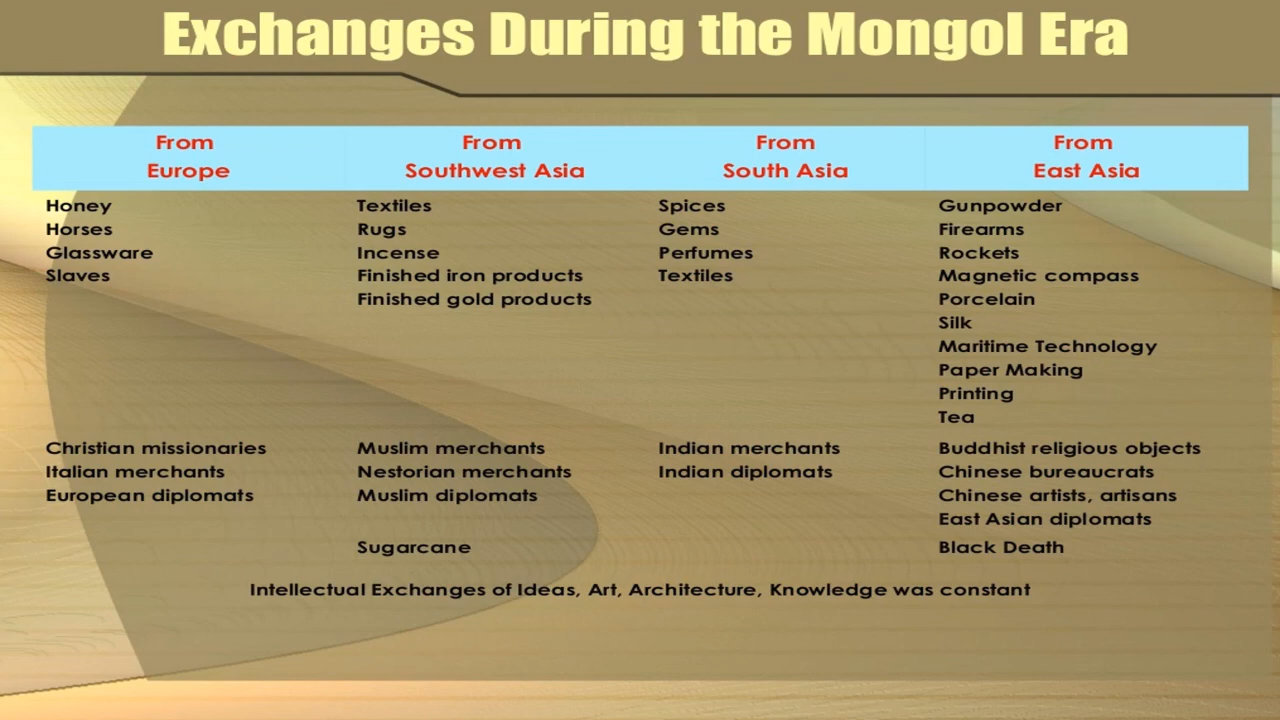 Exchanges During the Mongol Era
From Europe
Honey
Horses
Glassware
Slaves
Christian missionaries
Italian merchants
European diplomats
From Southwest Asia
Textiles
Rugs
Incense
Finished iron products
Finished gold products
Muslim merchants
Nestorian merchants
Muslim diplomats
Sugarcane
From South Asia
Spices
Gems
Perfumes
Textiles
Indian merchants
Indian diplomats
From East Asia
Gunpowder
Firearms
Rockets
Magnetic compass
Porcelain
Silk
Maritime Technology
Paper Making
Printing
Tea
Buddhist religious objects
Chinese bureaucrats
Chinese artists, artisans
East Asian diplomats
Black Death
Intellectual Exchanges of Ideas, Art, Architecture, Knowledge was constant